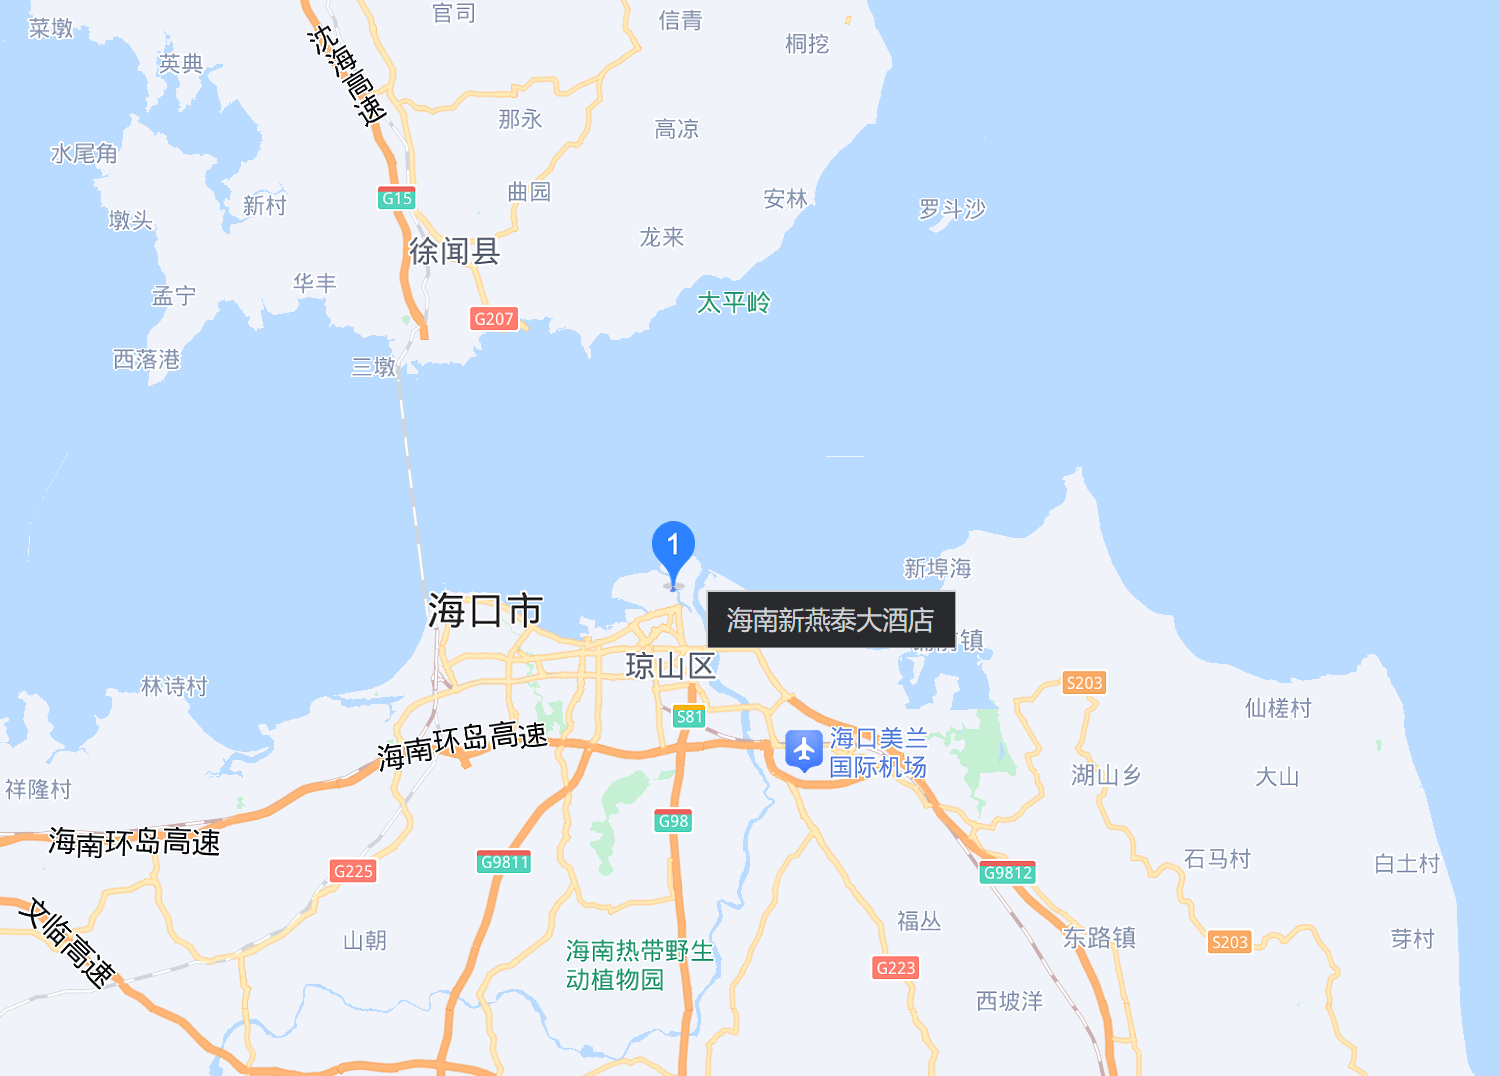 官司
信青
菜墩
桐挖
沈海高速
英典
那永
高凉
水尾角
曲园
G15
安林
新村
罗斗沙
墩头
龙来
徐闻县
华丰
孟宁
太平岭
G207
西落港
三墩
1
新埠海
海口市
海南新燕泰大酒店
琼山区
林诗村
S203
仙槎村
S81
海南环岛高速
海口美兰
国际机场
湖山乡
大山
祥隆村
G98
海南环岛高速
G9811
石马村
白土村
G225
G9812
文临高速
福丛
山朝
东路镇
S203
芽村
海南热带野生
动植物园
G223
西坡洋